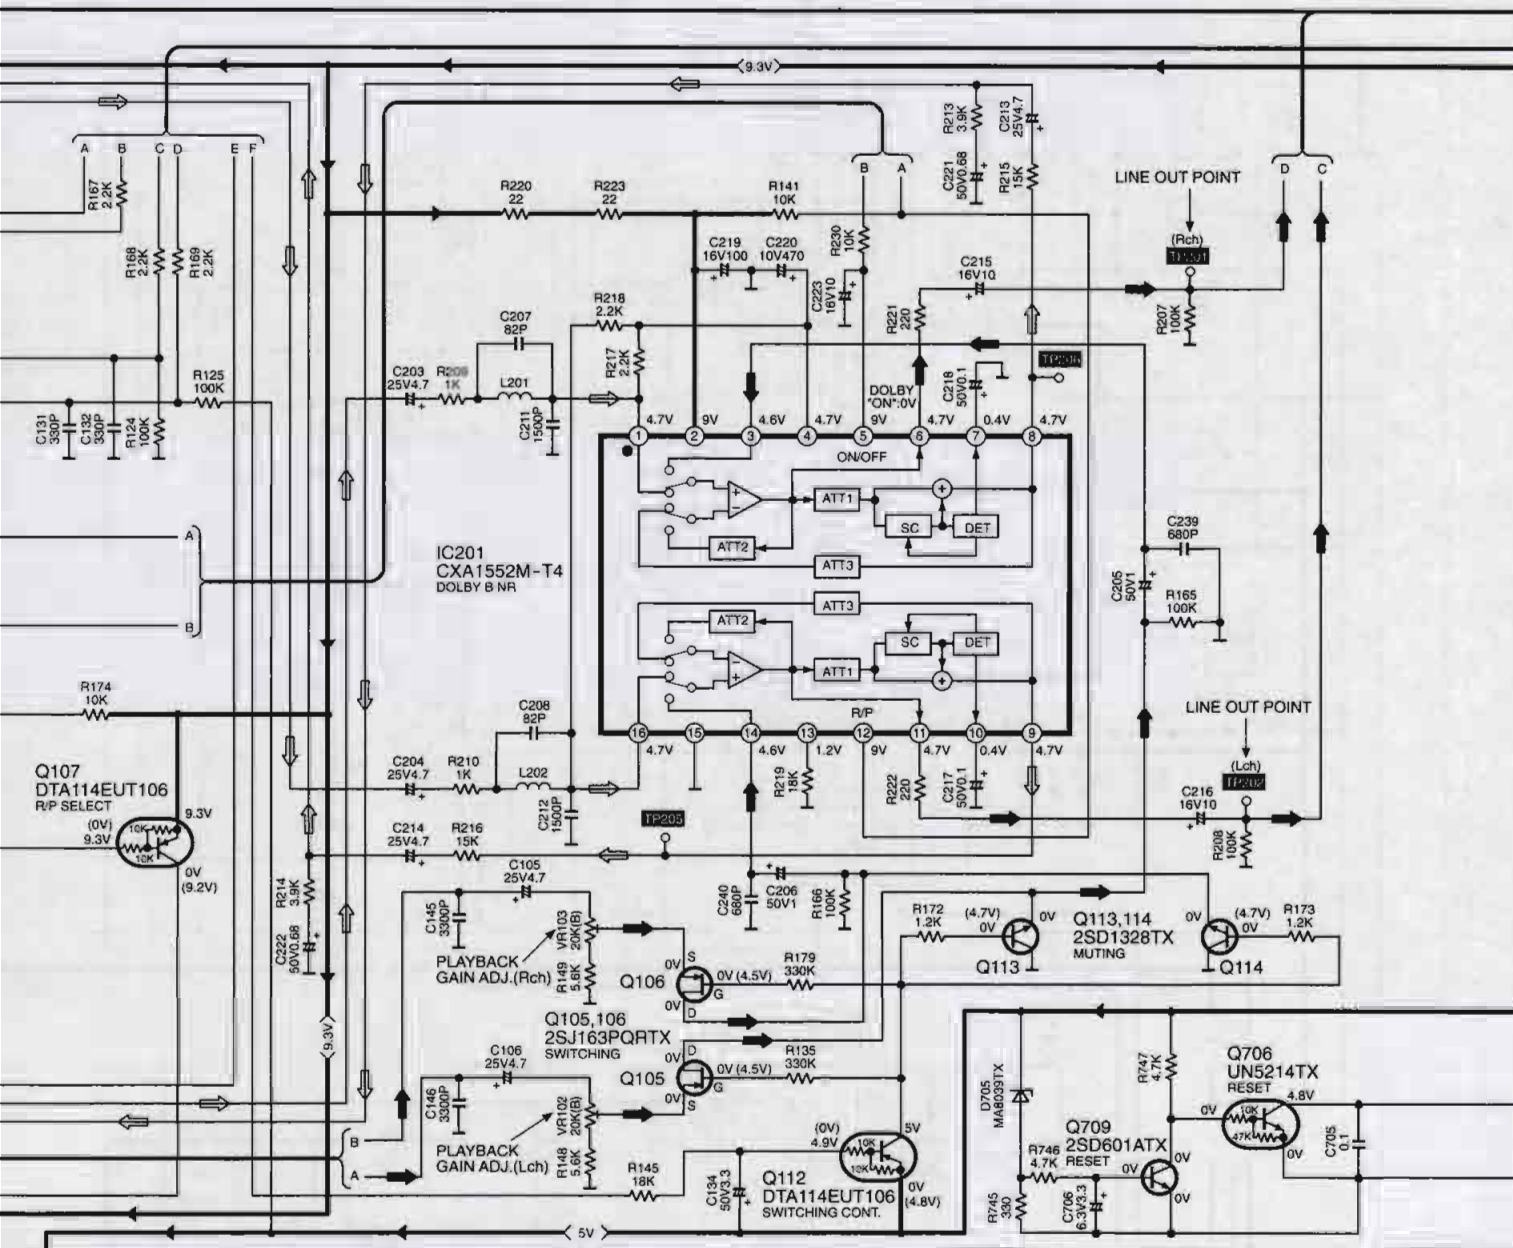 9.3V
A
B
C
D
E
F
R167
2.2K
R168
2.2K
R169
2.2K
R220
22
R223
22
R141
10K
B
A
R213
3.9K
C213
25V4.7
C221
50V0.68
R215
15K
LINE OUT POINT
D
C
(Rch)
TP201
R230
10K
C219
16V100
C220
10V470
C223
16V10
C215
16V10
R221
220
R207
100K
R218
2.2K
C207
82P
R217
2.2K
TP206
C203
25V4.7
R209
1K
L201
C211
1500P
DOLBY
"ON":0V
C218
50V0.1
R125
100K
C131
330P
C132
330P
R124
100K
4.7V
9V
4.6V
4.7V
9V
4.7V
0.4V
4.7V
1
2
3
4
5
6
7
8
ON/OFF
+
−
ATT1
+
SC
DET
ATT2
ATT3
A
B
IC201
CXA1552M-T4
DOLBY B NR
C239
680P
C205
50V1
R165
100K
ATT3
ATT2
SC
DET
−
+
ATT1
+
R/P
16
15
14
13
12
11
10
9
4.7V
4.6V
1.2V
9V
4.7V
0.4V
4.7V
R174
10K
C208
82P
LINE OUT POINT
(Lch)
TP202
Q107
DTA114EUT106
R/P SELECT
(0V)
9.3V
9.3V
10K
10K
0V
(9.2V)
C204
25V4.7
R210
1K
L202
C212
1500P
R219
18K
R222
220
C217
50V0.1
C216
16V10
R208
100K
TP205
C214
25V4.7
R216
15K
R214
3.9K
C222
50V0.68
C105
25V4.7
C145
3300P
VR103
20K(B)
R149
5.6K
PLAYBACK
GAIN ADJ.(Rch)
C240
680P
C206
50V1
R166
100K
R172
1.2K
(4.7V)
0V
0V
Q113
Q113,114
2SD1328TX
MUTING
0V
(4.7V)
0V
R173
1.2K
Q114
S
0V
Q106
0V (4.5V)
G
0V
D
R179
330K
9.3V
Q105,106
2SJ163PQRTX
SWITCHING
D
0V
Q105
0V (4.5V)
G
0V
S
R135
330K
C106
25V4.7
C146
3300P
VR102
20K(B)
R148
5.6K
PLAYBACK
GAIN ADJ.(Lch)
B
A
R145
18K
C134
50V3.3
(0V)
4.9V
5V
10K
10K
0V
(4.8V)
Q112
DTA114EUT106
SWITCHING CONT.
5V
D705
MA8039TX
R747
4.7K
Q706
UN5214TX
RESET
0V
10K
47K
4.8V
0V
C705
0.1
Q709
2SD601ATX
RESET
R746
4.7K
0V
0V
0V
R745
330
C706
6.3V3.3